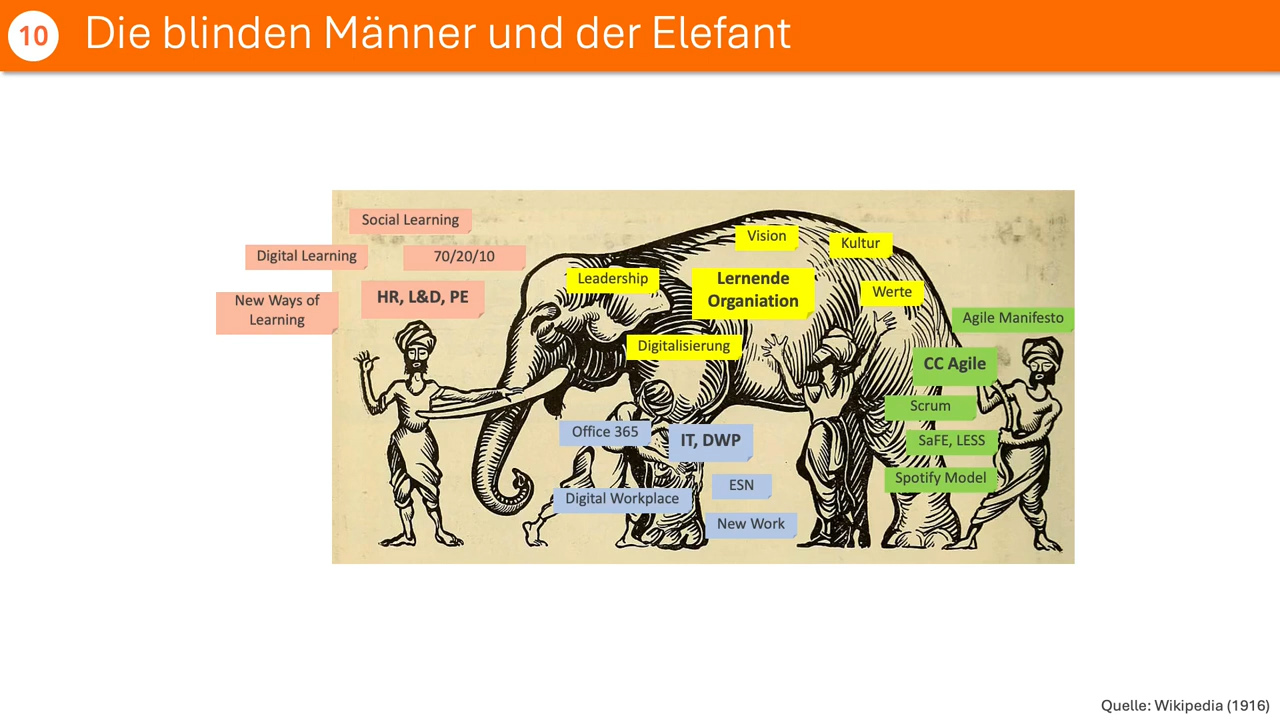 10
Die blinden Männer und der Elefant
Social Learning
Digital Learning
70/20/10
New Ways of
Learning
HR, L&D, PE
Vision
Kultur
Leadership
Lernende
Organiation
Werte
Digitalisierung
Agile Manifesto
CC Agile
Scrum
SaFE, LESS
Spotify Model
Office 365
IT, DWP
ESN
Digital Workplace
New Work
Quelle: Wikipedia (1916)